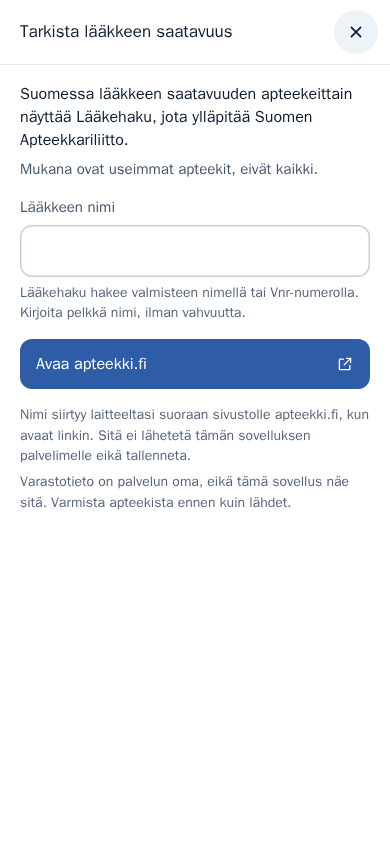 Tarkista lääkkeen saatavuus
Suomessa lääkkeen saatavuuden apteekeittain
näyttää Lääkehaku, jota ylläpitää Suomen
Apteekkariliitto.
Mukana ovat useimmat apteekit, eivät kaikki.
Lääkkeen nimi
Lääkehaku hakee valmisteen nimellä tai Vnr-numerolla.
Kirjoita pelkkä nimi, ilman vahvuutta.
Avaa apteekki.fi
Nimi siirtyy laitteeltasi suoraan sivustolle apteekki.fi, kun
avaat linkin. Sitä ei lähetetä tämän sovelluksen
palvelimelle eikä tallenneta.
Varastotieto on palvelun oma, eikä tämä sovellus näe
sitä. Varmista apteekista ennen kuin lähdet.